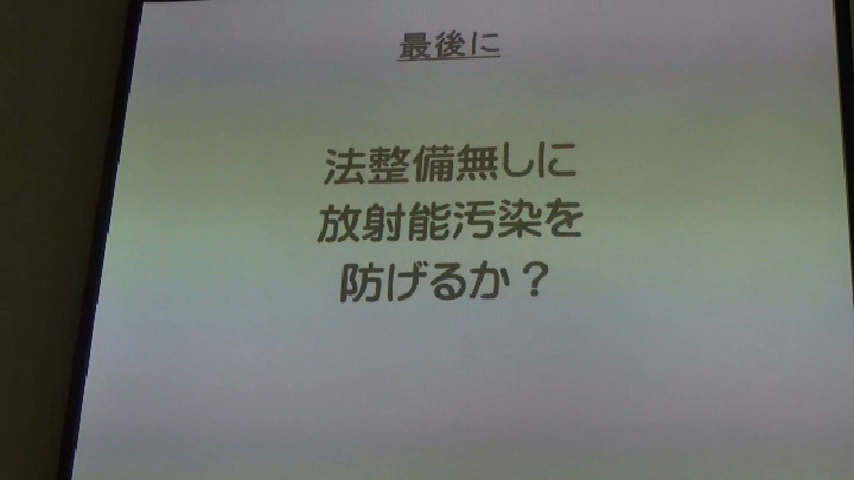 最後に
法整備無しに
放射能汚染を
防げるか？